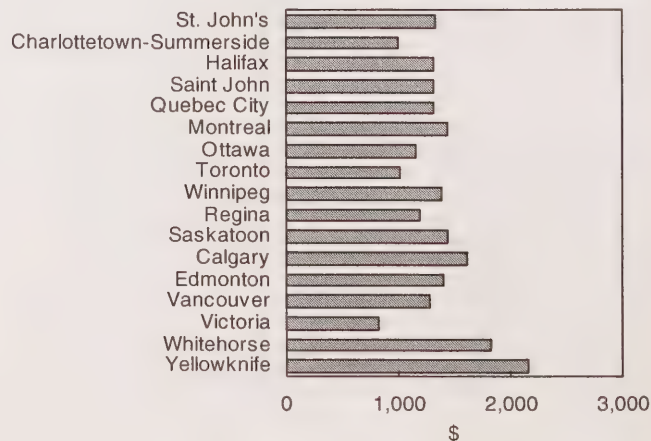 St. John's
Charlottetown-Summerside
Halifax
Saint John
Quebec City
Montreal
Ottawa
Toronto
Winnipeg
Regina
Saskatoon
Calgary
Edmonton
Vancouver
Victoria
Whitehorse
Yellowknife
0 1,000 2,000 3,000
$